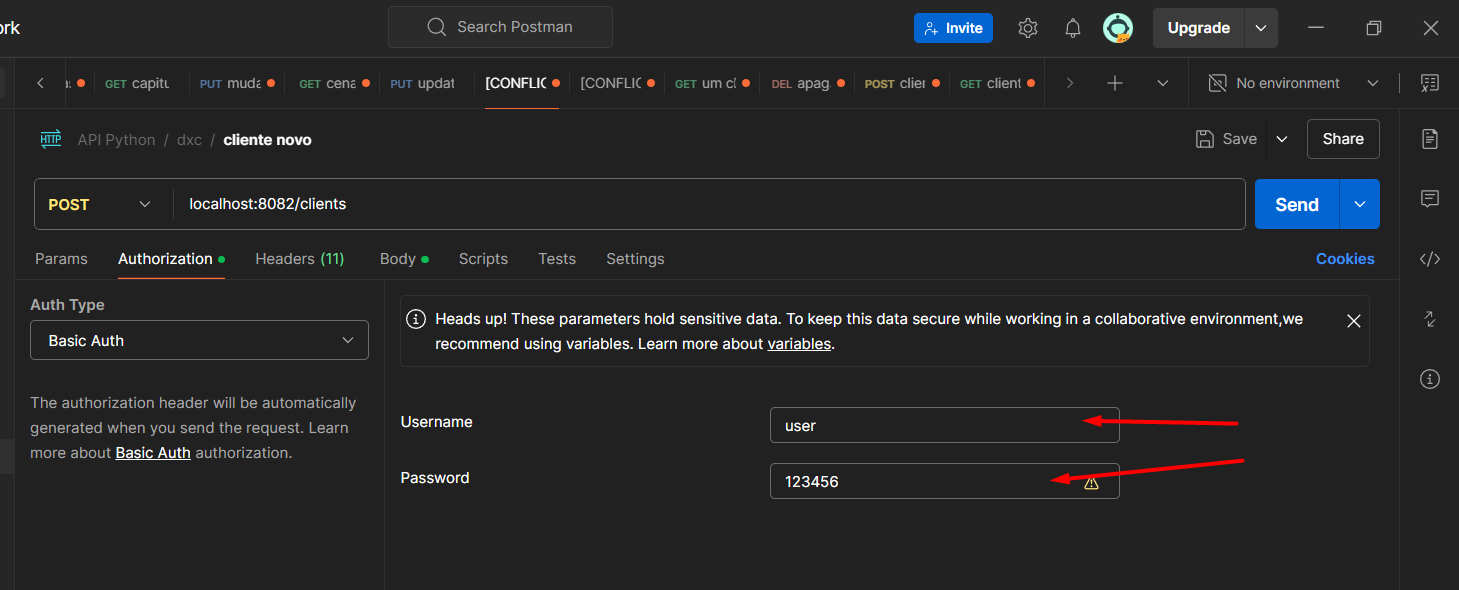 ork
Search Postman
Invite
Upgrade
GET capitu
PUT muda
GET cena
PUT updat
[CONFLIC
[CONFLIC
GET um cl
DEL apag
POST clier
GET client
No environment
HTTP
API Python / dxc / cliente novo
Save
Share
POST
localhost:8082/clients
Send
Params
Authorization
Headers (11)
Body
Scripts
Tests
Settings
Cookies
Auth Type
Basic Auth
The authorization header will be automatically
generated when you send the request. Learn
more about Basic Auth authorization.
Heads up! These parameters hold sensitive data. To keep this data secure while working in a collaborative environment,we
recommend using variables. Learn more about variables.
Username
user
Password
123456